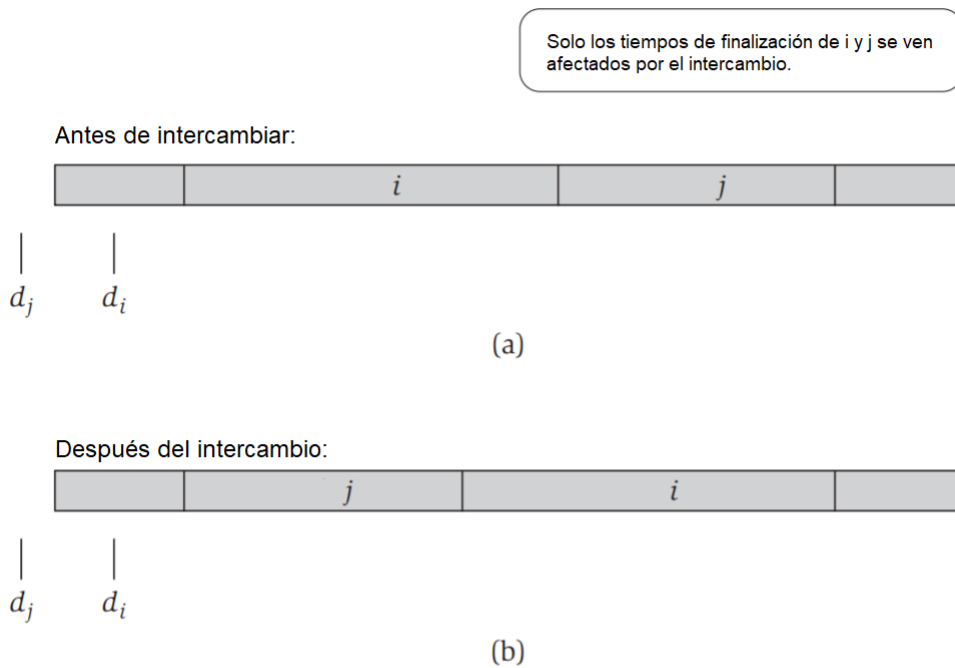 Solo los tiempos de finalización de i y j se ven
afectados por el intercambio.
Antes de intercambiar:
i j
d_j d_i
(a)
Después del intercambio:
j i
d_j d_i
(b)